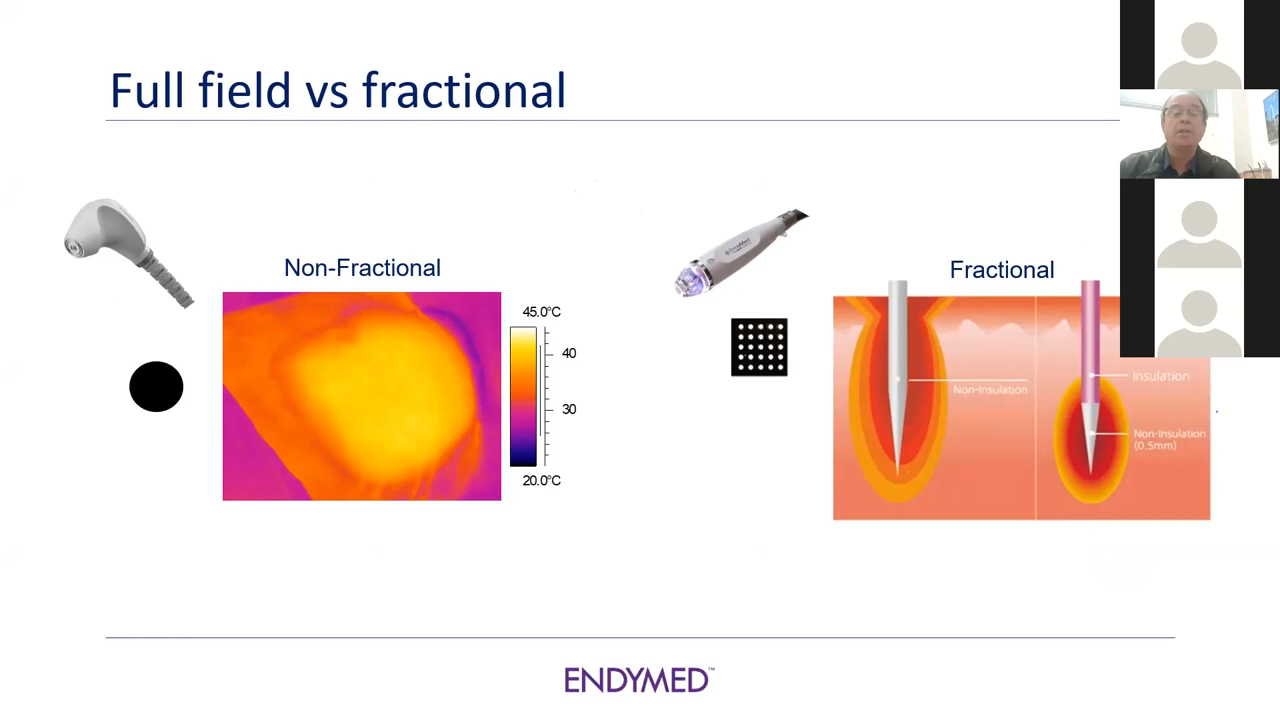 Full field vs fractional
Non-Fractional
45.0°C
40
30
20.0°C
Fractional
Non-Insulation
Insulation
Non-Insulation
(0.5mm)
ENDYMED™